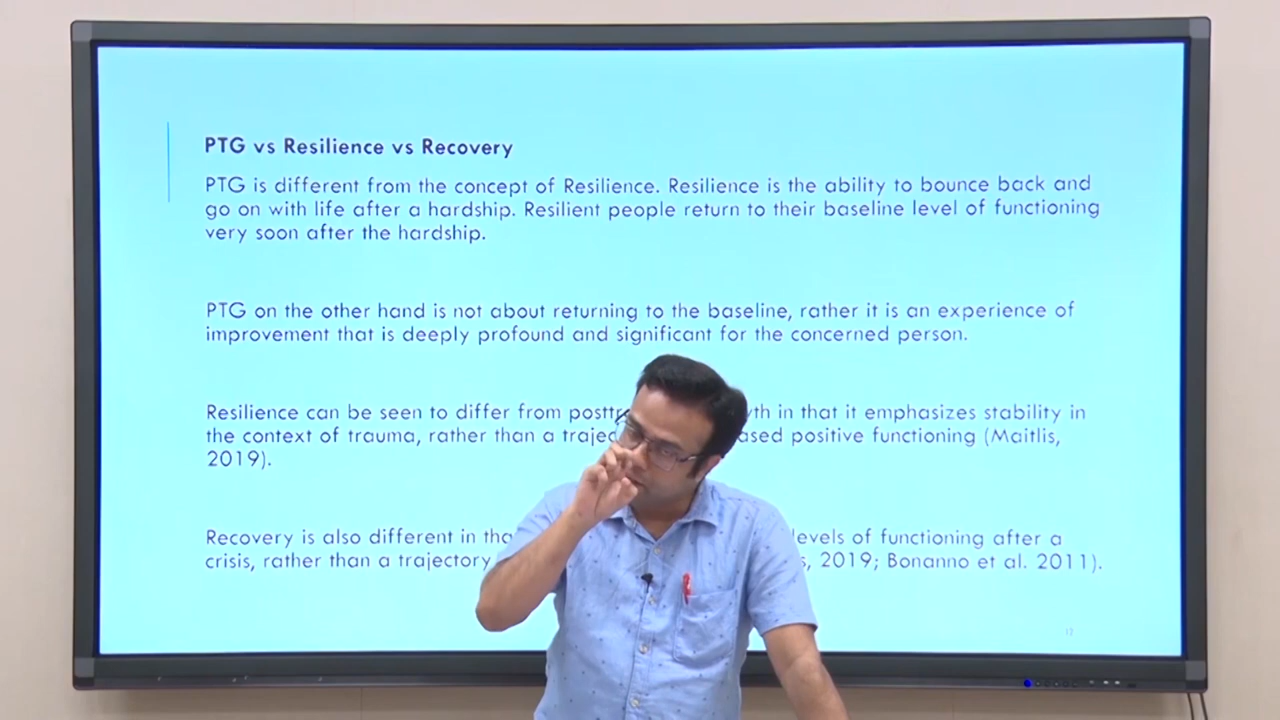 PTG vs Resilience vs Recovery
PTG is different from the concept of Resilience. Resilience is the ability to bounce back and
go on with life after a hardship. Resilient people return to their baseline level of functioning
very soon after the hardship.
PTG on the other hand is not about returning to the baseline, rather it is an experience of
improvement that is deeply profound and significant for the concerned person.
Resilience can be seen to differ from in that it emphasizes stability in
the context of trauma, rather than a positive functioning (Maitlis,
2019).
Recovery is also different in levels of functioning after a
crisis, rather than a trajectory 2019; Bonanno et al. 2011).
12